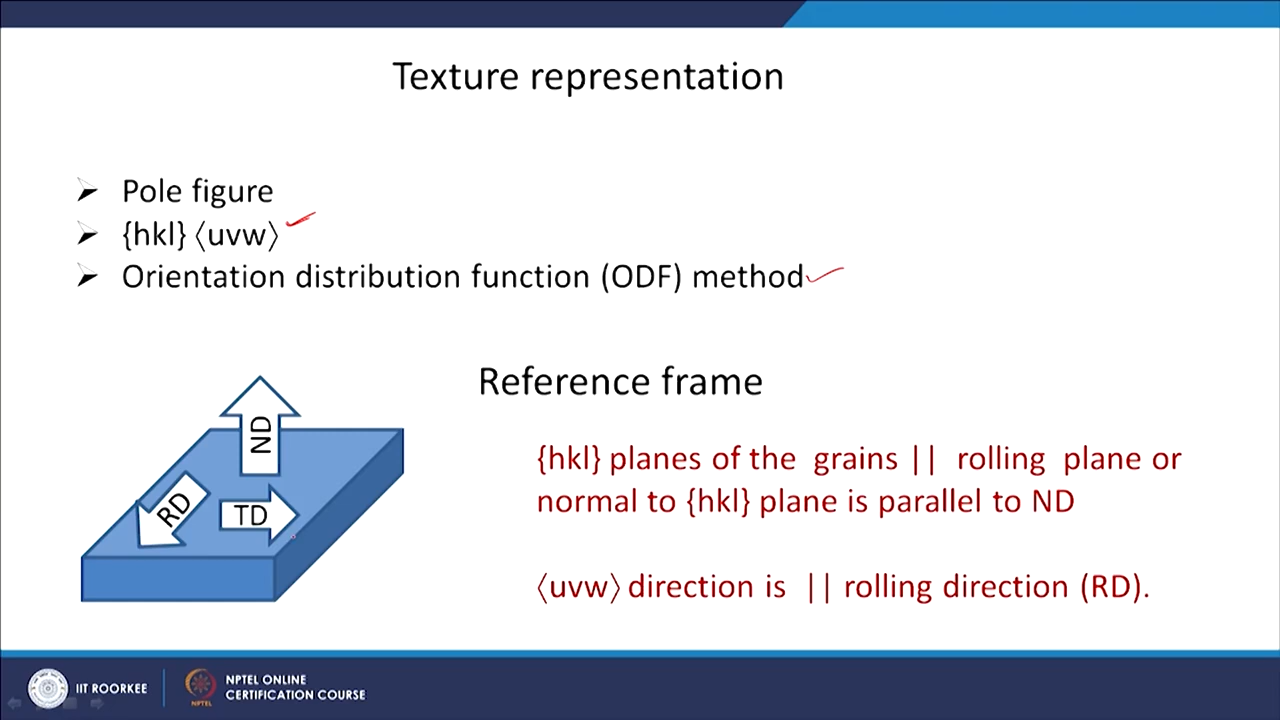 Texture representation
➢ Pole figure
➢ {hkl} ⟨uvw⟩
➢ Orientation distribution function (ODF) method
Reference frame
ND
RD
TD
{hkl} planes of the grains || rolling plane or
normal to {hkl} plane is parallel to ND
⟨uvw⟩ direction is || rolling direction (RD).
IIT ROORKEE
NPTEL ONLINE
CERTIFICATION COURSE
NPTEL